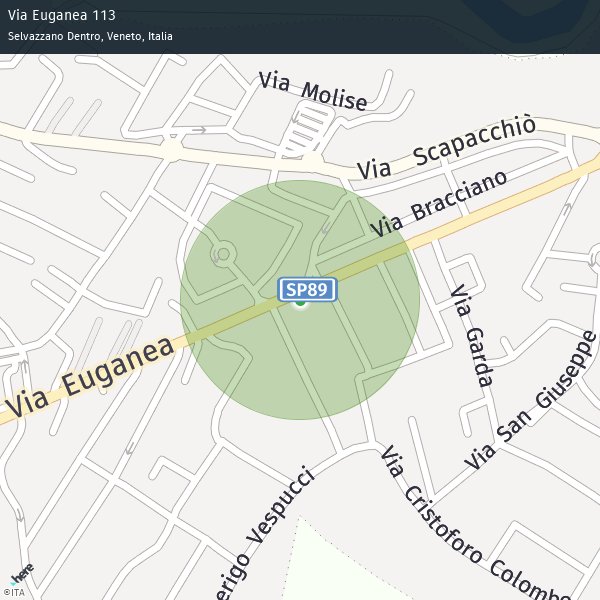 Via Euganea 113
Selvazzano Dentro, Veneto, Italia
Via Molise
Via Scapacchiò
Via Bracciano
SP89
Via Garda
Via Euganea
Via San Giuseppe
erigo Vespucci
Via Cristoforo Colombo
here
©ITA